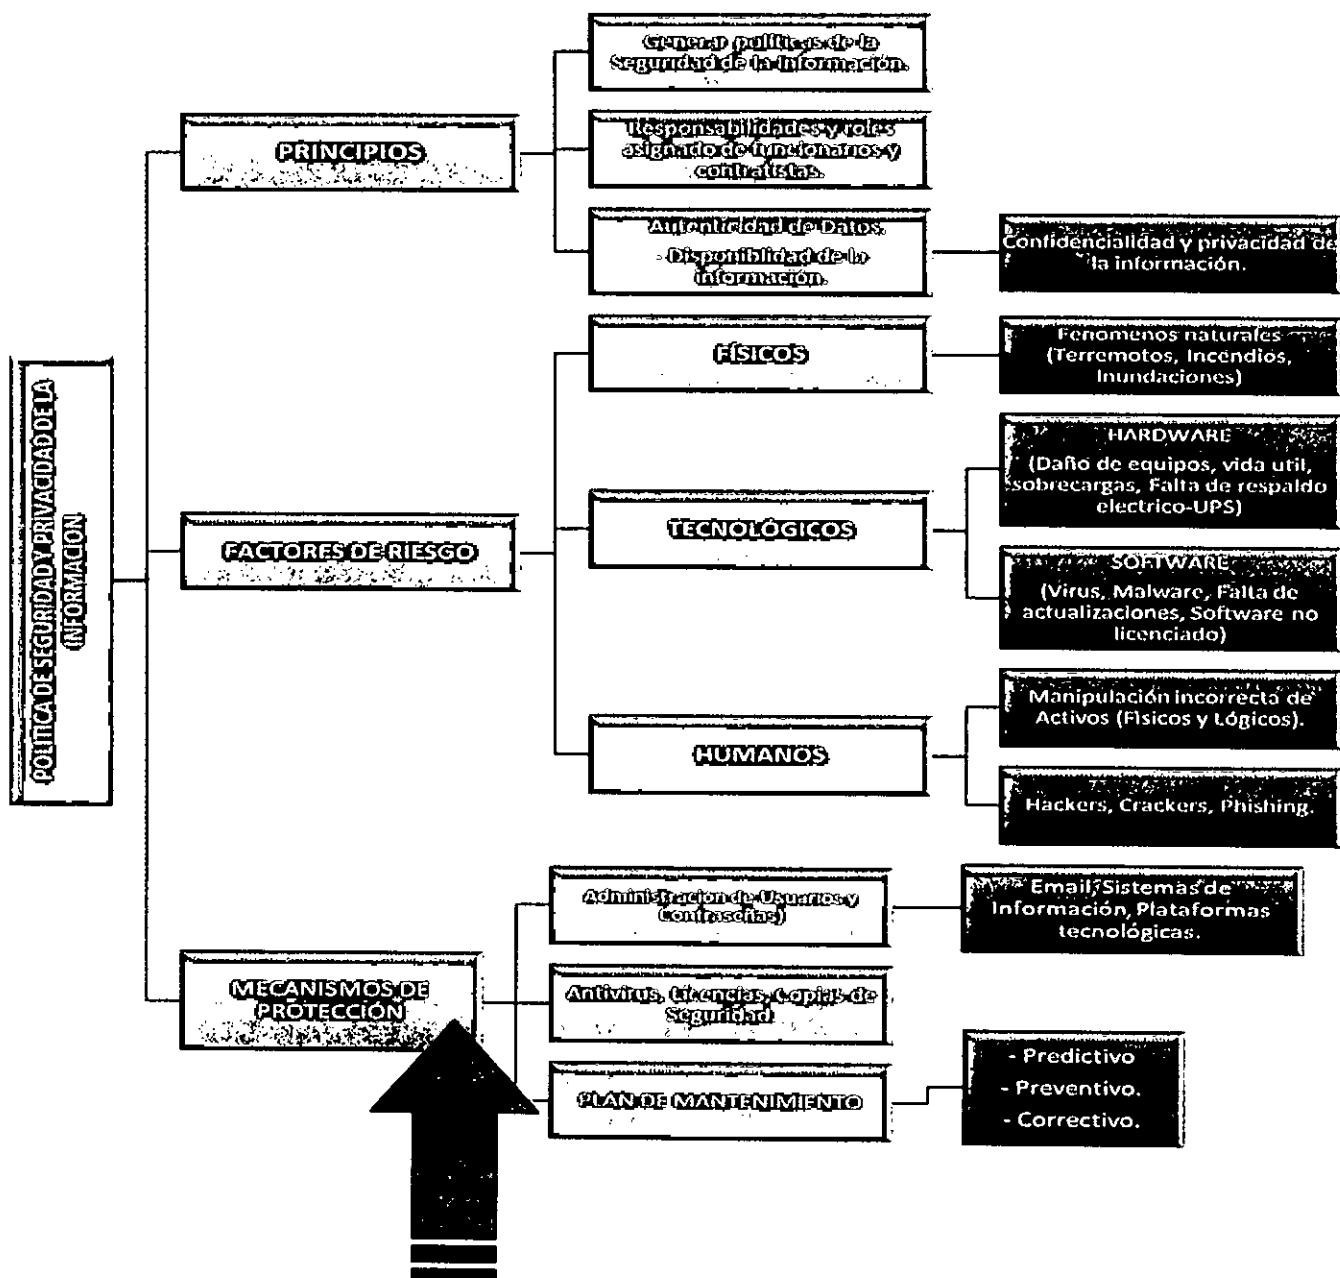 POLITICA DE SEGURIDAD Y PRIVACIDAD DE LA
INFORMACION
PRINCIPIOS
Generar políticas de la
Seguridad de la Información.
Responsabilidades y roles
asignado de funcionarios y
contratistas.
Autenticidad de Datos.
- Disponiblidad de la
información.
Confidencialidad y privacidad de
la información.
FACTORES DE RIESGO
FÍSICOS
Fenomenos naturales
(Terremotos, Incendios,
Inundaciones)
TECNOLÓGICOS
HARDWARE
(Daño de equipos, vida util,
sobrecargas, Falta de respaldo
electrico-UPS)
SOFTWARE
(Virus, Malware, Falta de
actualizaciones, Software no
licenciado)
HUMANOS
Manipulación incorrecta de
Activos (Fisicos y Lógicos).
Hackers, Crackers, Phishing.
MECANISMOS DE
PROTECCIÓN
Administracion de Usuarios y
Contraseñas)
Email, Sistemas de
Información, Plataformas
tecnológicas.
Antivirus, Licencias, Copias de
Seguridad
PLAN DE MANTENIMIENTO
- Predictivo
- Preventivo.
- Correctivo.